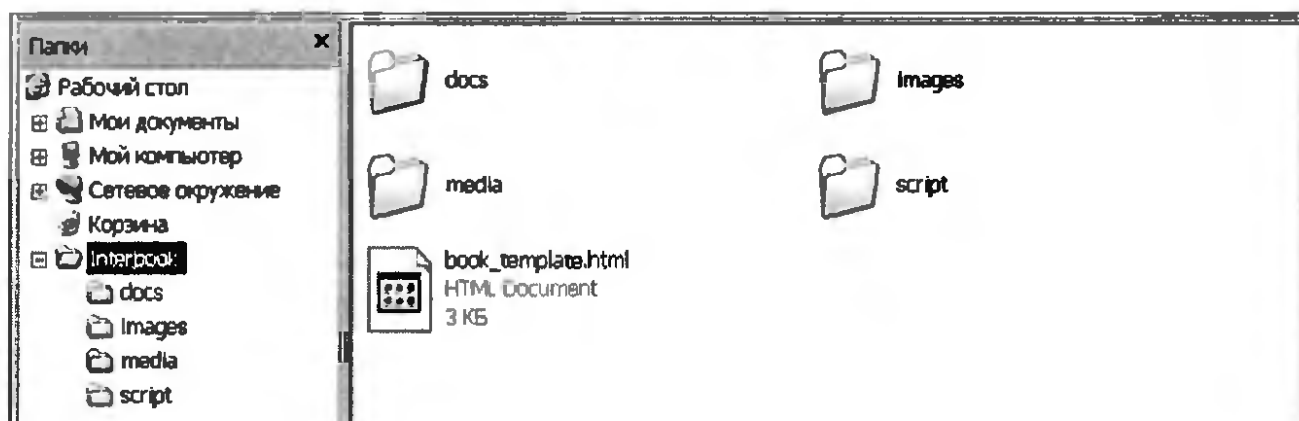 Папки
Рабочий стол
Мои документы
Мой компьютер
Сетевое окружение
Корзина
Interbook
docs
images
media
script
docs
images
media
script
book_template.html
HTML Document
3 КБ